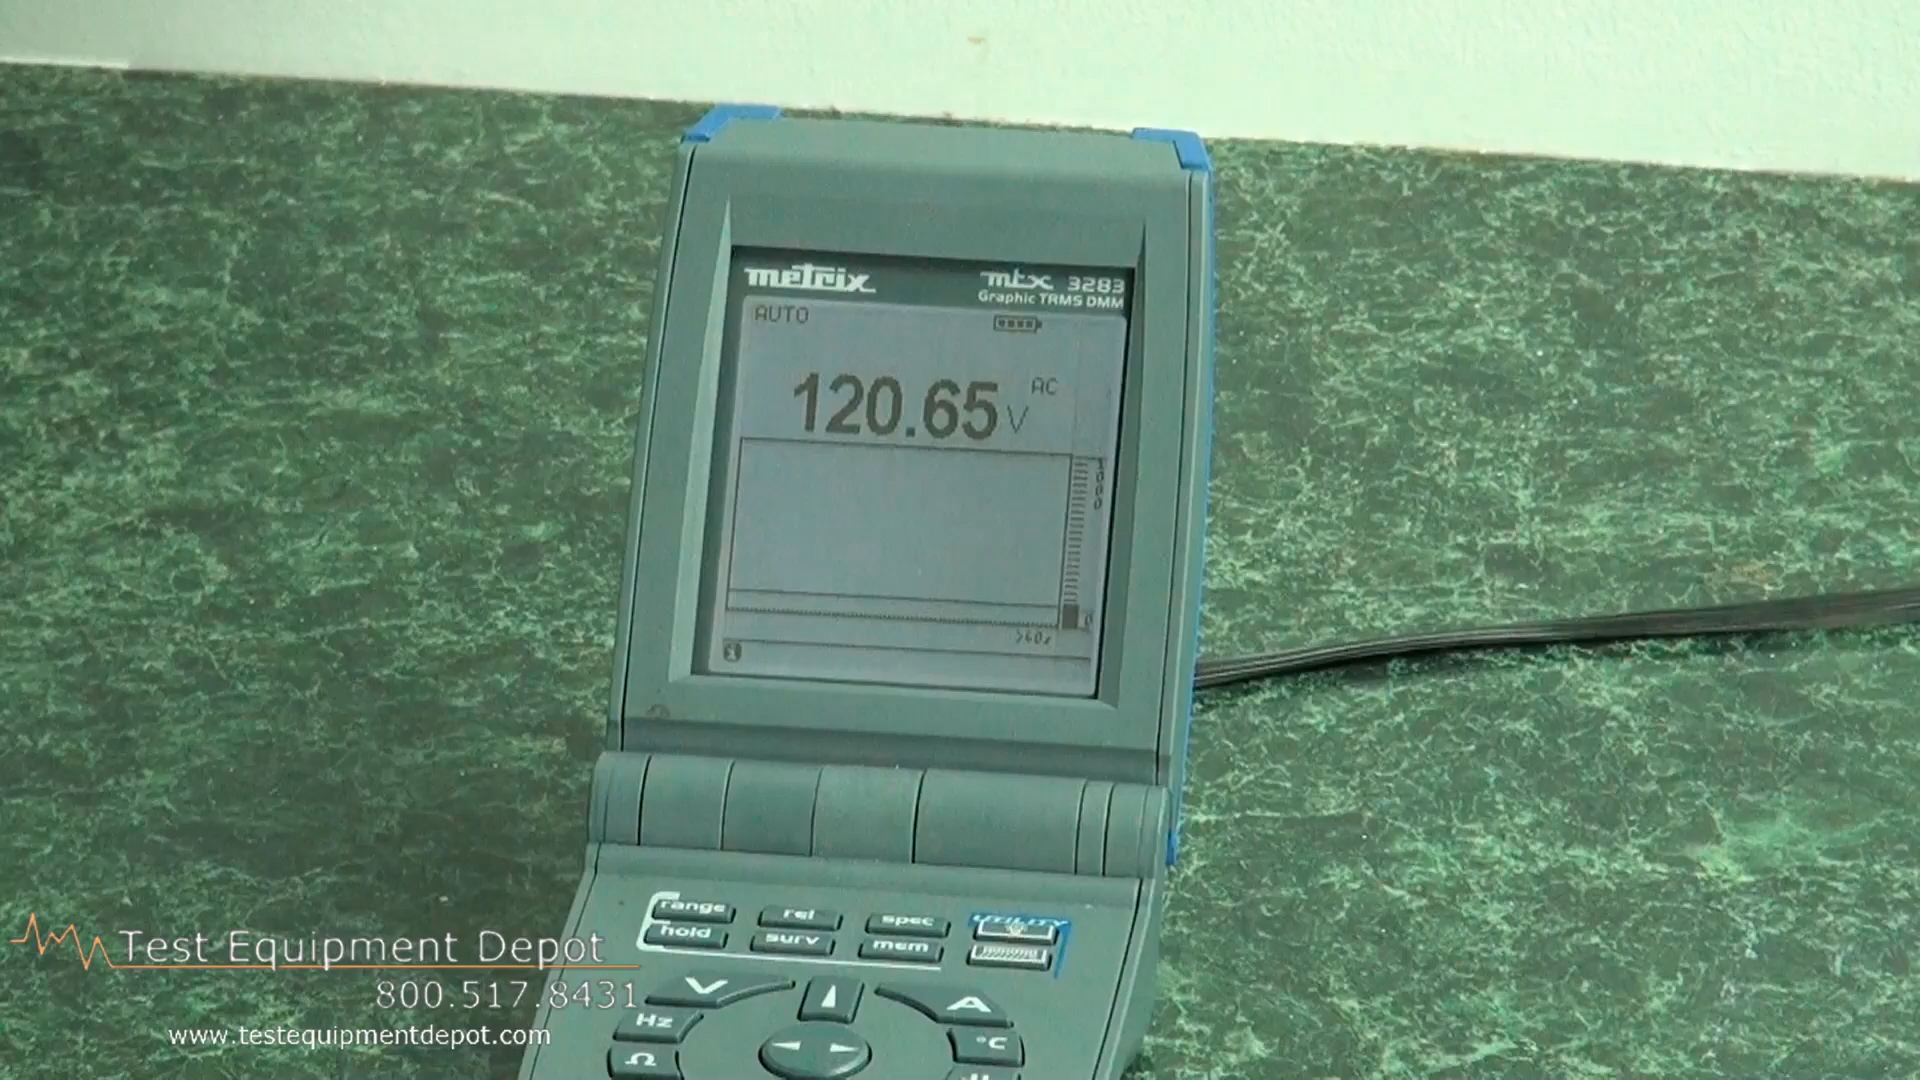 metrix
mtx 3283
Graphic TRMS DMM
AUTO
120.65 V AC
1000
0
>60s
range
rel
spec
UTILITY
hold
surv
mem
V
A
Hz
°C
Ω
Test Equipment Depot
800.517.8431
www.testequipmentdepot.com